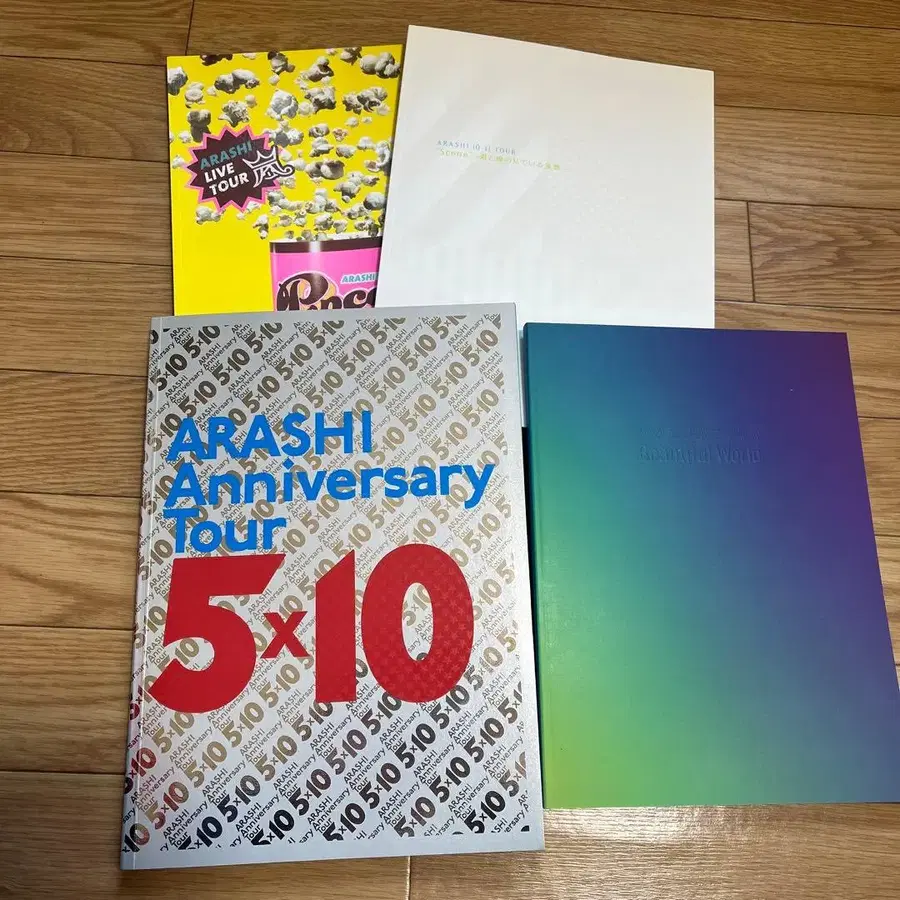 ARASHI
LIVE
TOUR
嵐
ARASHI
ARASHI 10-11 TOUR
"Scene"~君と僕の見ている風景~
ARASHI
Anniversary
Tour
5×10
Beautiful World